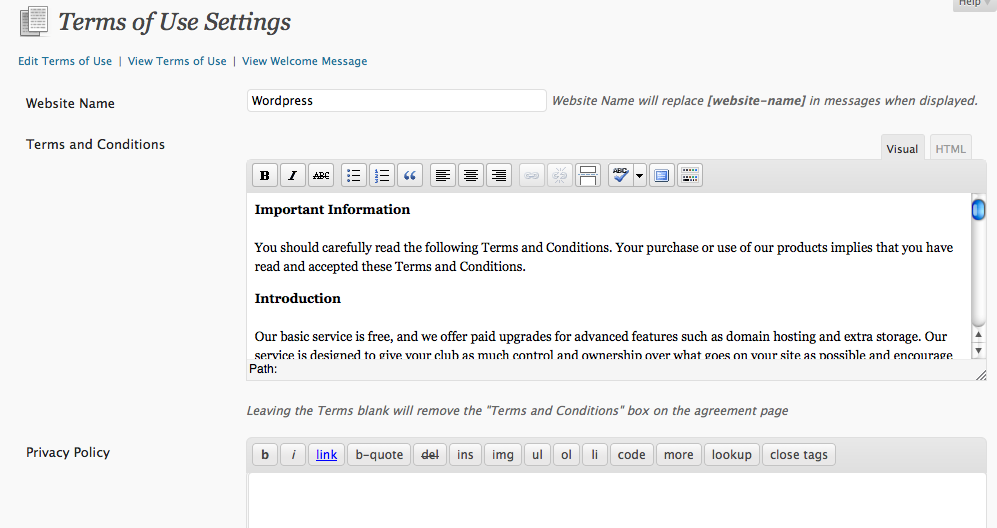 Help
Terms of Use Settings
Edit Terms of Use | View Terms of Use | View Welcome Message
Website Name
Wordpress
Website Name will replace [website-name] in messages when displayed.
Terms and Conditions
Visual
HTML
B I ABC ABC
Important Information
You should carefully read the following Terms and Conditions. Your purchase or use of our products implies that you have
read and accepted these Terms and Conditions.
Introduction
Our basic service is free, and we offer paid upgrades for advanced features such as domain hosting and extra storage. Our
service is designed to give your club as much control and ownership over what goes on your site as possible and encourage
Path:
Leaving the Terms blank will remove the "Terms and Conditions" box on the agreement page
Privacy Policy
b i link b-quote del ins img ul ol li code more lookup close tags